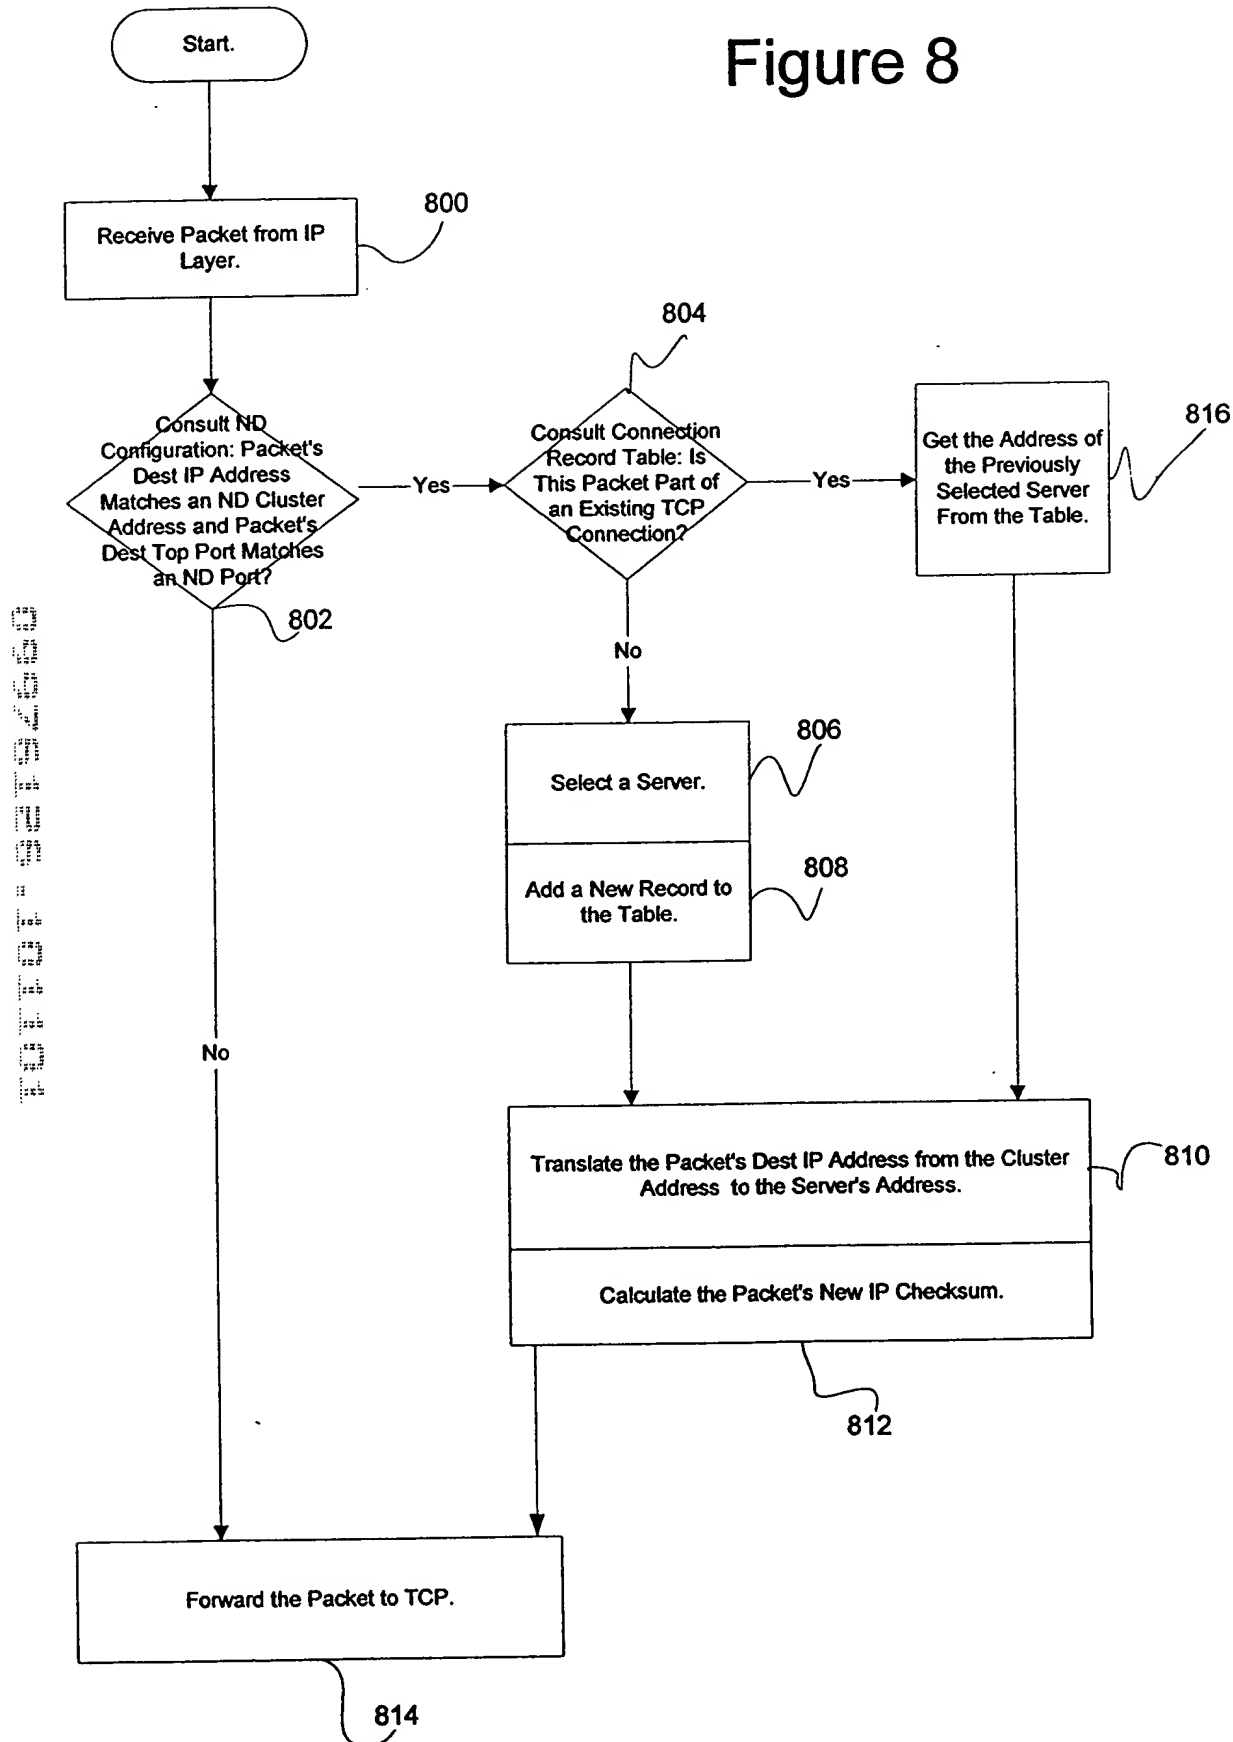 Figure 8
Start.
800
Receive Packet from IP
Layer.
804
816
Consult ND
Configuration: Packet's
Dest IP Address
Matches an ND Cluster
Address and Packet's
Dest Top Port Matches
an ND Port?
802
Yes
Consult Connection
Record Table: Is
This Packet Part of
an Existing TCP
Connection?
Yes
Get the Address of
the Previously
Selected Server
From the Table.
No
806
Select a Server.
808
Add a New Record to
the Table.
No
Translate the Packet's Dest IP Address from the Cluster
Address to the Server's Address.
810
Calculate the Packet's New IP Checksum.
812
Forward the Packet to TCP.
814
09976126.101101